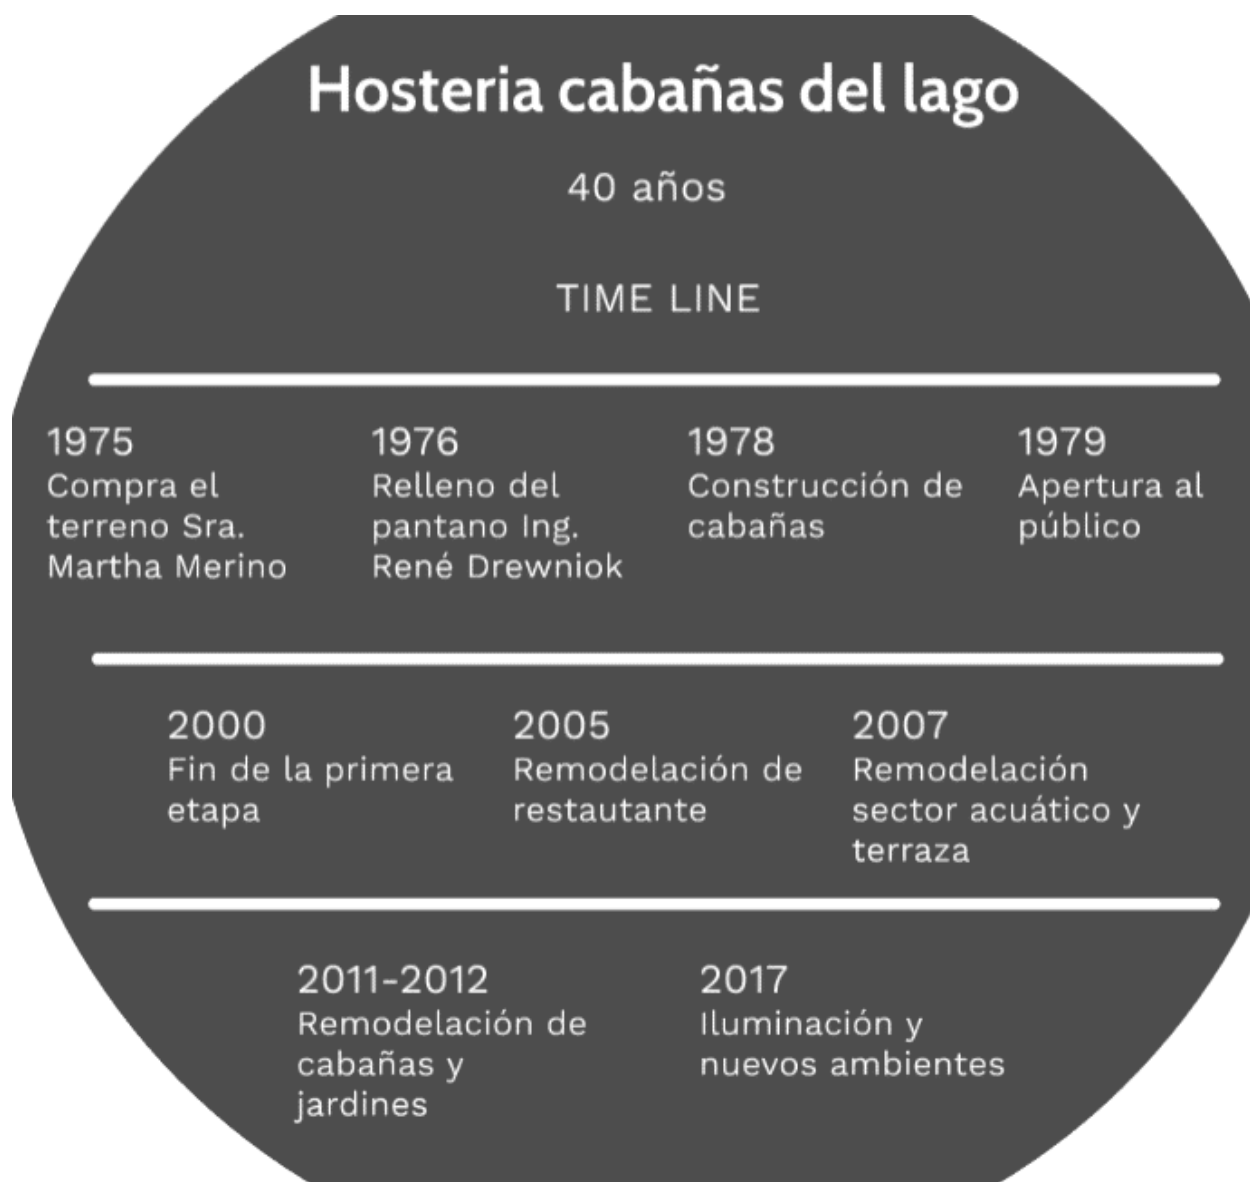 Hosteria cabañas del lago
40 años
TIME LINE
1975
Compra el
terreno Sra.
Martha Merino
1976
Relleno del
pantano Ing.
René Drewniok
1978
Construcción de
cabañas
1979
Apertura al
público
2000
Fin de la primera
etapa
2005
Remodelación de
restautante
2007
Remodelación
sector acuático y
terraza
2011-2012
Remodelación de
cabañas y
jardines
2017
Iluminación y
nuevos ambientes